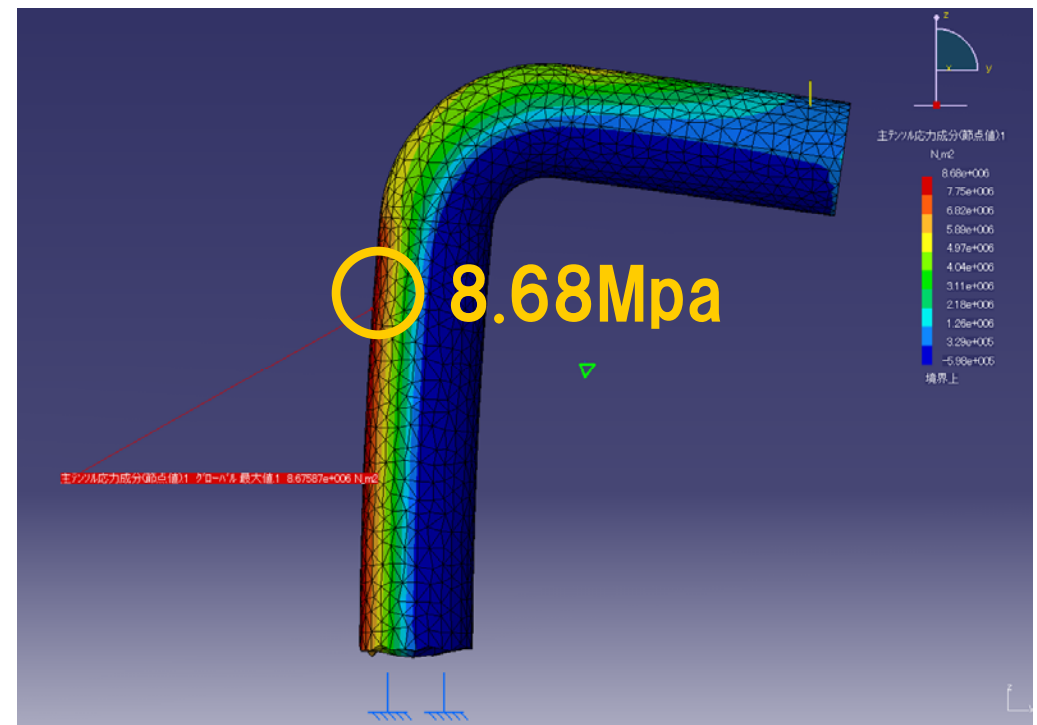 z
x
y
主テンソル応力成分(節点値).1
N_m2
8.68e+006
7.75e+006
6.82e+006
5.89e+006
4.97e+006
4.04e+006
3.11e+006
2.18e+006
1.26e+006
3.29e+005
-5.98e+005
境界上
8.68Mpa
主テンソル応力成分(節点値).1 グローバル 最大値.1 8.67587e+006 N_m2
z
y